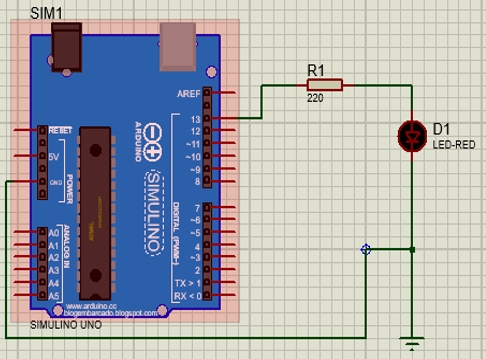 SIM1
R1
220
D1
LED-RED
AREF
13
12
~11
~10
~9
8
7
~6
~5
4
~3
2
TX > 1
RX < 0
RESET
5V
GND
POWER
A0
A1
A2
A3
A4
A5
ANALOG IN
ARDUINO
SIMULINO
DIGITAL (PWM~)
www.arduino.cc
blogembarcado.blogspot.com
SIMULINO UNO